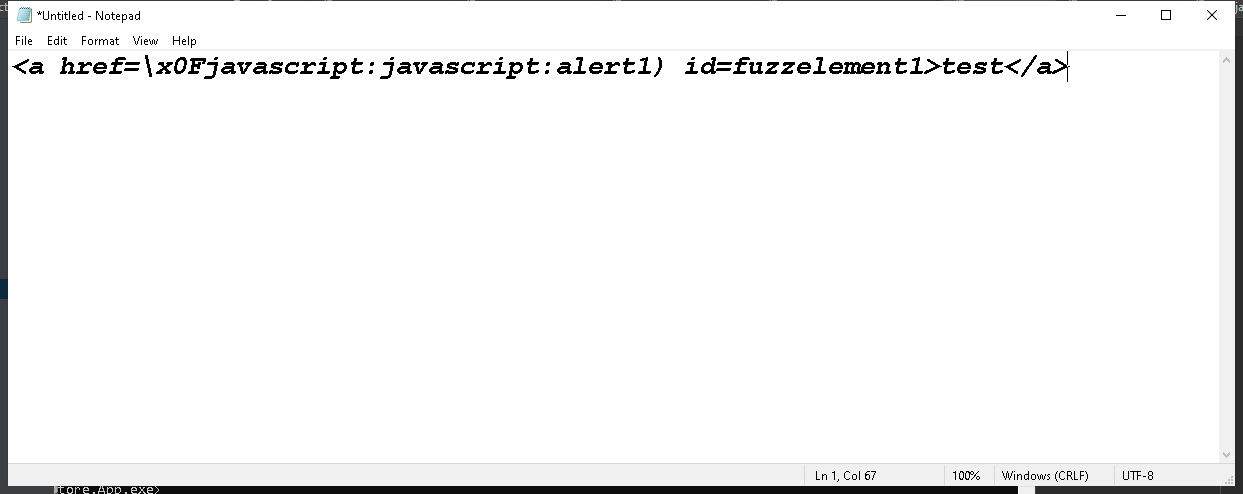 *Untitled - Notepad
File Edit Format View Help
<a href=\x0Fjavascript:javascript:alert1) id=fuzzelement1>test</a>
Ln 1, Col 67 100% Windows (CRLF) UTF-8
tore.App.exe>